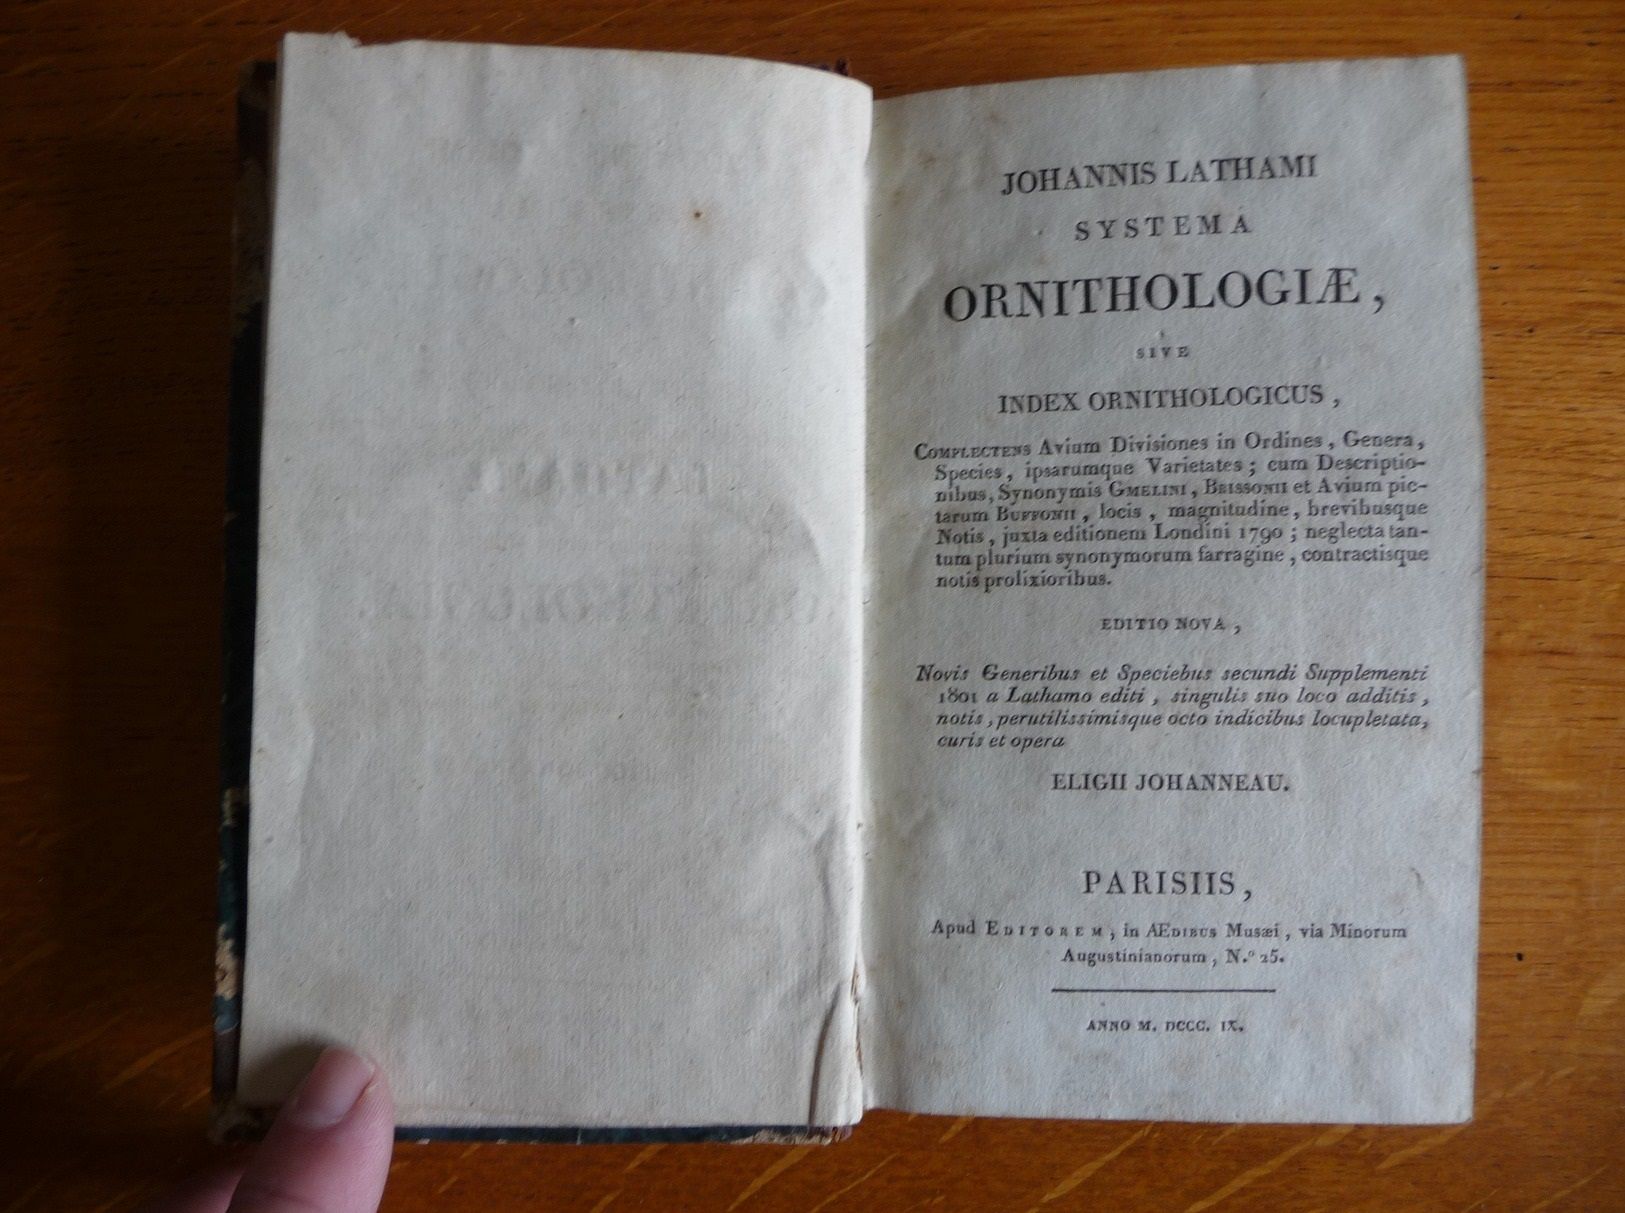 JOHANNIS LATHAMI
SYSTEMA
ORNITHOLOGIÆ,
SIVE
INDEX ORNITHOLOGICUS,
COMPLECTENS Avium Divisiones in Ordines, Genera,
Species, ipsarumque Varietates; cum Descriptio-
nibus, Synonymis GMELINI, BRISSONII et Avium pic-
tarum BUFFONII, locis, magnitudine, brevibusque
Notis, juxta editionem Londini 1790; neglecta tan-
tum plurium synonymorum farragine, contractisque
notis prolixioribus.
EDITIO NOVA,
Novis Generibus et Speciebus secundi Supplementi
1801 a Lathamo editi, singulis suo loco additis,
notis, perutilissimisque octo indicibus locupletata,
curis et opera
ELIGII JOHANNEAU.
PARISIIS,
Apud EDITOREM, in ÆDIBUS Musæi, via Minorum
Augustinianorum, N.º 25.
ANNO M. DCCC. IX.